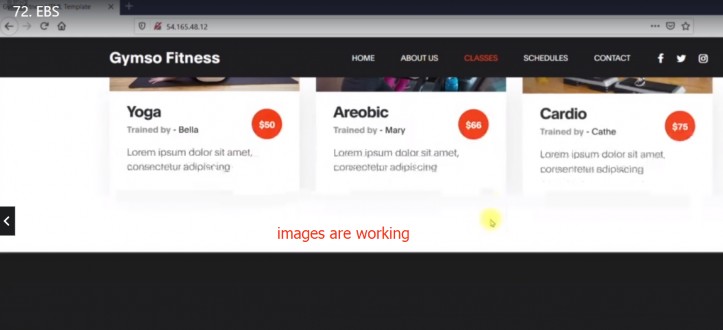 72. EBS
Template
54.165.48.12
Gymso Fitness
HOME
ABOUT US
CLASSES
SCHEDULES
CONTACT
Yoga
Trained by - Bella
$50
Lorem ipsum dolor sit amet,
consectetur adipiscing
Areobic
Trained by - Mary
$66
Lorem ipsum dolor sit amet,
consectetur adipiscing
Cardio
Trained by - Cathe
$75
Lorem ipsum dolor sit amet,
consectetur adipiscing
images are working